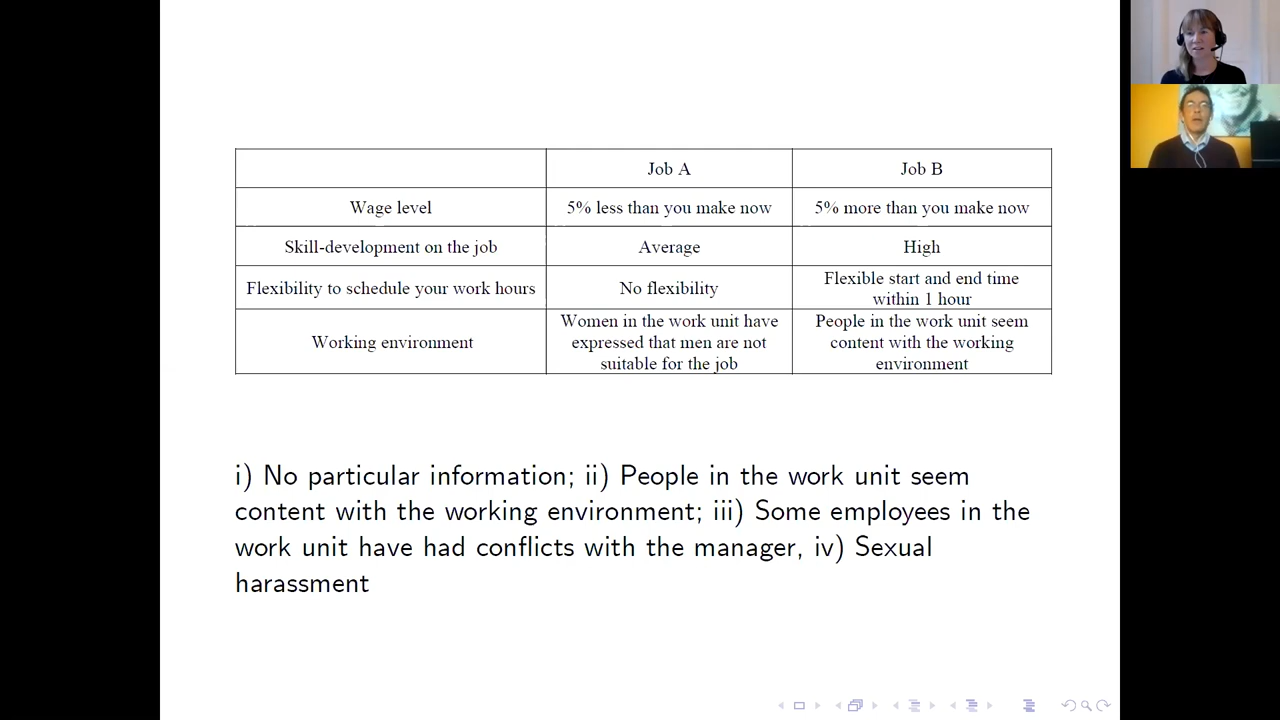 Job A Job B
Wage level 5% less than you make now 5% more than you make now
Skill-development on the job Average High
Flexibility to schedule your work hours No flexibility Flexible start and end time
within 1 hour
Working environment Women in the work unit have
expressed that men are not
suitable for the job People in the work unit seem
content with the working
environment
i) No particular information; ii) People in the work unit seem
content with the working environment; iii) Some employees in the
work unit have had conflicts with the manager, iv) Sexual
harassment